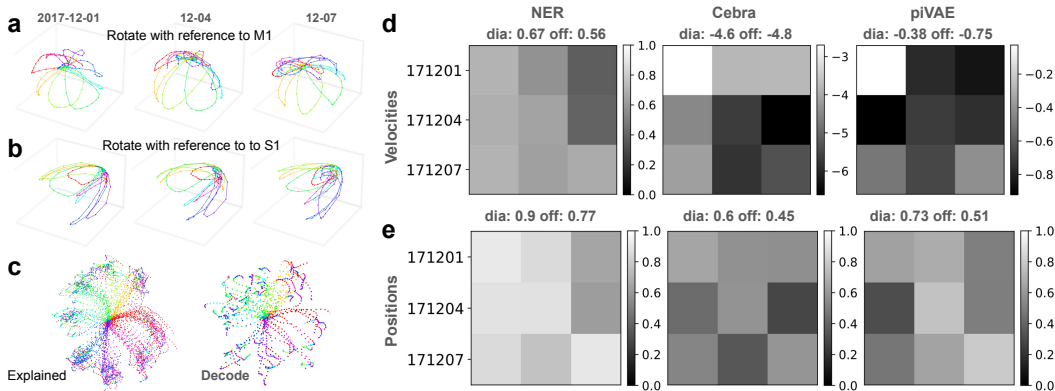 a
2017-12-01 12-04 12-07
Rotate with reference to M1
b
Rotate with reference to to S1
c
Explained Decode
d
NER Cebra piVAE
dia: 0.67 off: 0.56 dia: -4.6 off: -4.8 dia: -0.38 off: -0.75
Velocities
171201
171204
171207
1.0
0.8
0.6
0.4
0.2
0.0
−3
−4
−5
−6
−0.2
−0.4
−0.6
−0.8
e
dia: 0.9 off: 0.77 dia: 0.6 off: 0.45 dia: 0.73 off: 0.51
Positions
171201
171204
171207
1.0
0.8
0.6
0.4
0.2
0.0
1.0
0.8
0.6
0.4
0.2
0.0
1.0
0.8
0.6
0.4
0.2
0.0